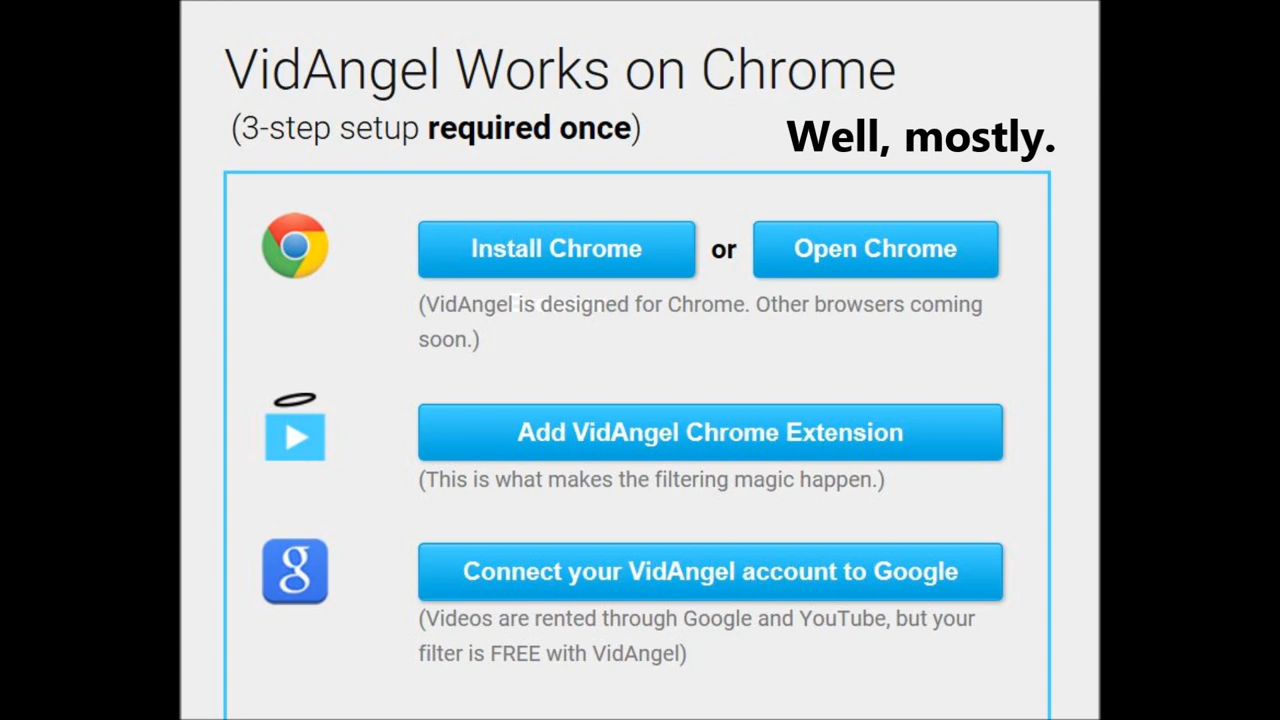 VidAngel Works on Chrome
(3-step setup required once)
Well, mostly.
Install Chrome or Open Chrome
(VidAngel is designed for Chrome. Other browsers coming
soon.)
Add VidAngel Chrome Extension
(This is what makes the filtering magic happen.)
g
Connect your VidAngel account to Google
(Videos are rented through Google and YouTube, but your
filter is FREE with VidAngel)